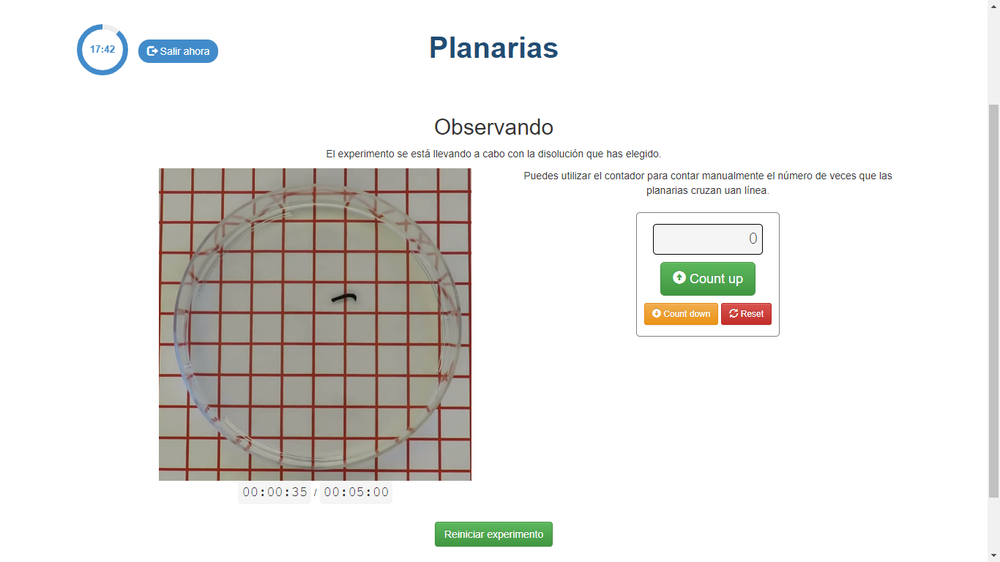 17:42
Salir ahora
Planarias
Observando
El experimento se está llevando a cabo con la disolución que has elegido.
Puedes utilizar el contador para contar manualmente el número de veces que las
planarias cruzan uan línea.
0
Count up
Count down
Reset
00:00:35 / 00:05:00
Reiniciar experimento